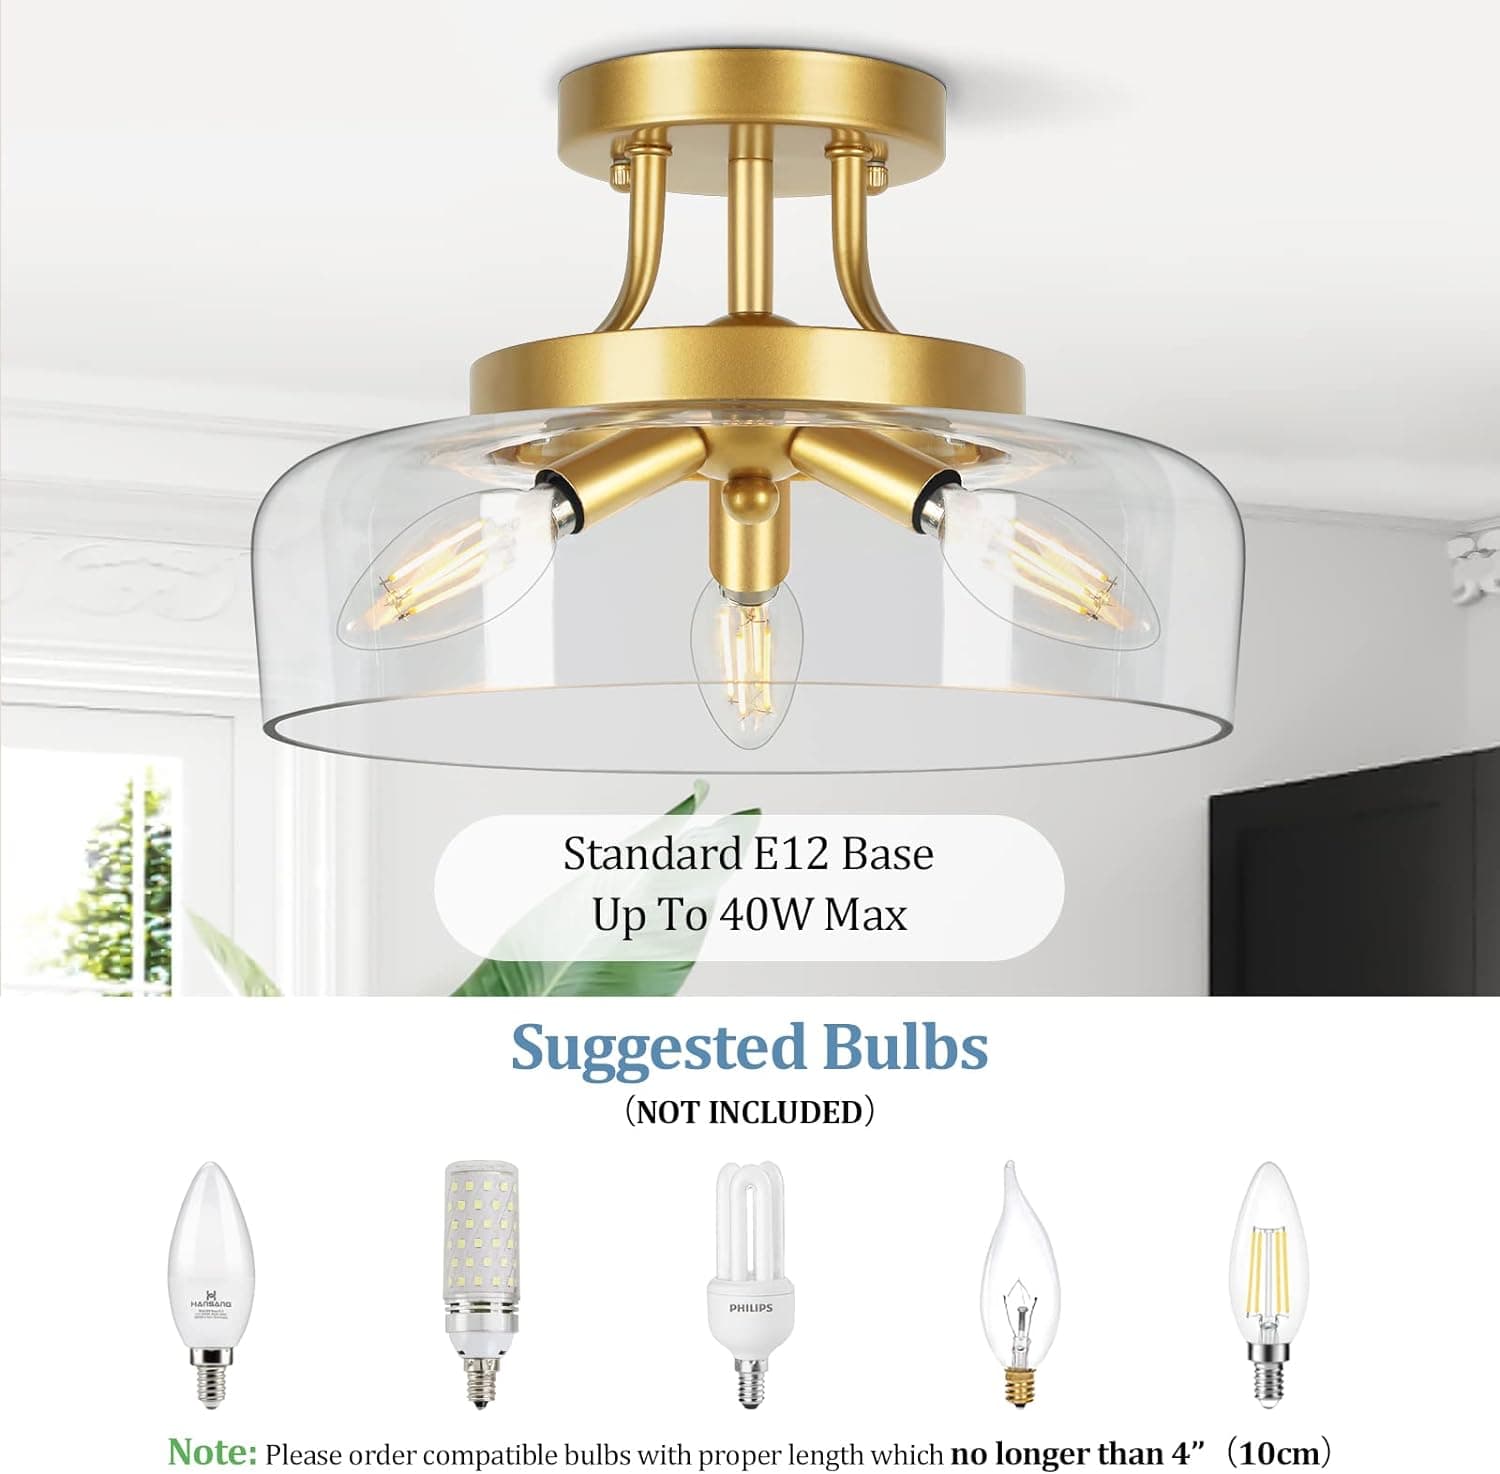 Standard E12 Base
Up To 40W Max
Suggested Bulbs
(NOT INCLUDED)
HANSANG
PHILIPS
Note: Please order compatible bulbs with proper length which no longer than 4” (10cm)